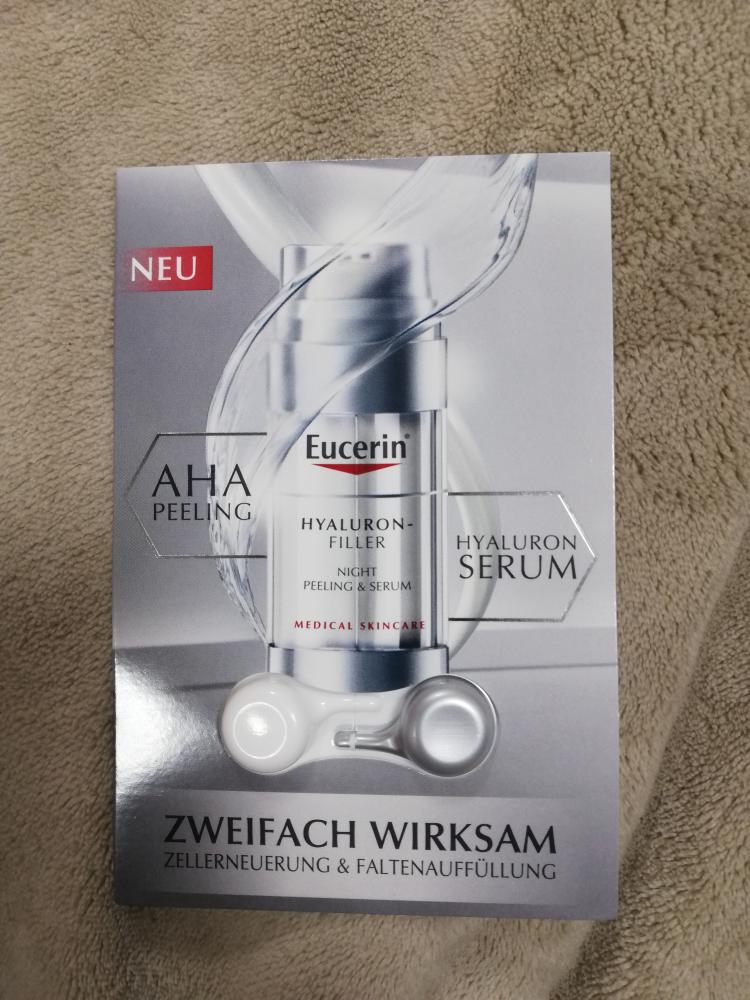 NEU
AHA
PEELING
Eucerin®
HYALURON-
FILLER
NIGHT
PEELING & SERUM
MEDICAL SKINCARE
HYALURON
SERUM
ZWEIFACH WIRKSAM
ZELLERNEUERUNG & FALTENAUFFÜLLUNG